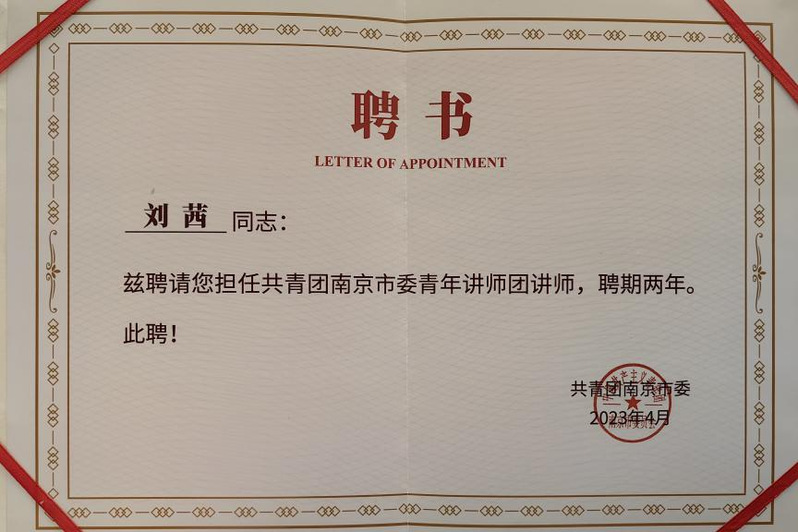 聘书
LETTER OF APPOINTMENT
刘茜 同志：
兹聘请您担任共青团南京市委青年讲师团讲师，聘期两年。
此聘！
共青团南京市委
2023年4月